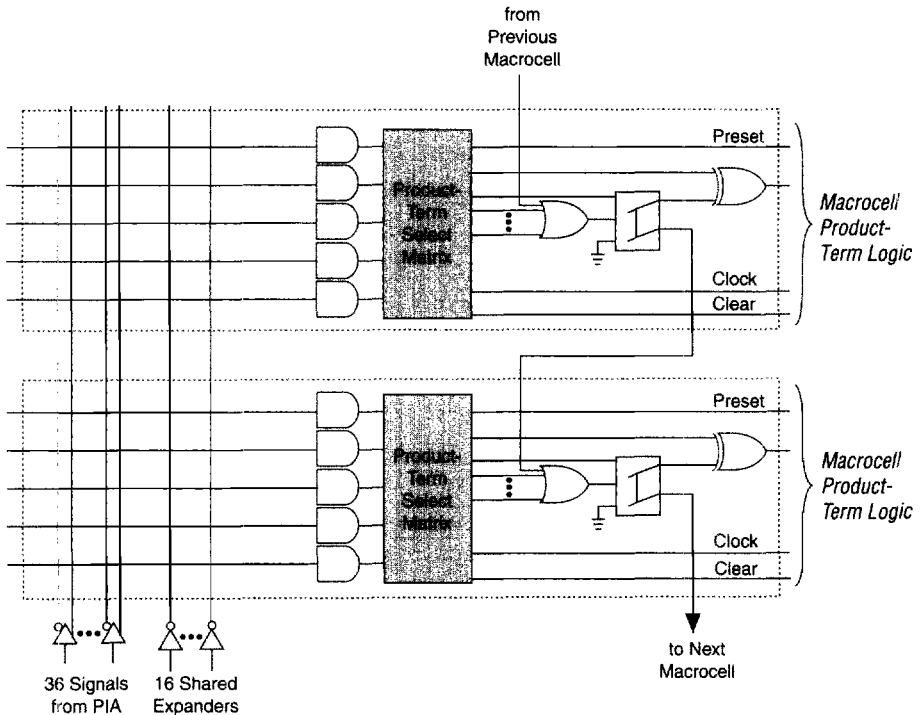 from
Previous
Macrocell
Preset
Product-
Term
Select
Matrix
Clock
Clear
Macrocell
Product-
Term Logic
Preset
Product-
Term
Select
Matrix
Clock
Clear
Macrocell
Product-
Term Logic
36 Signals
from PIA
16 Shared
Expanders
to Next
Macrocell